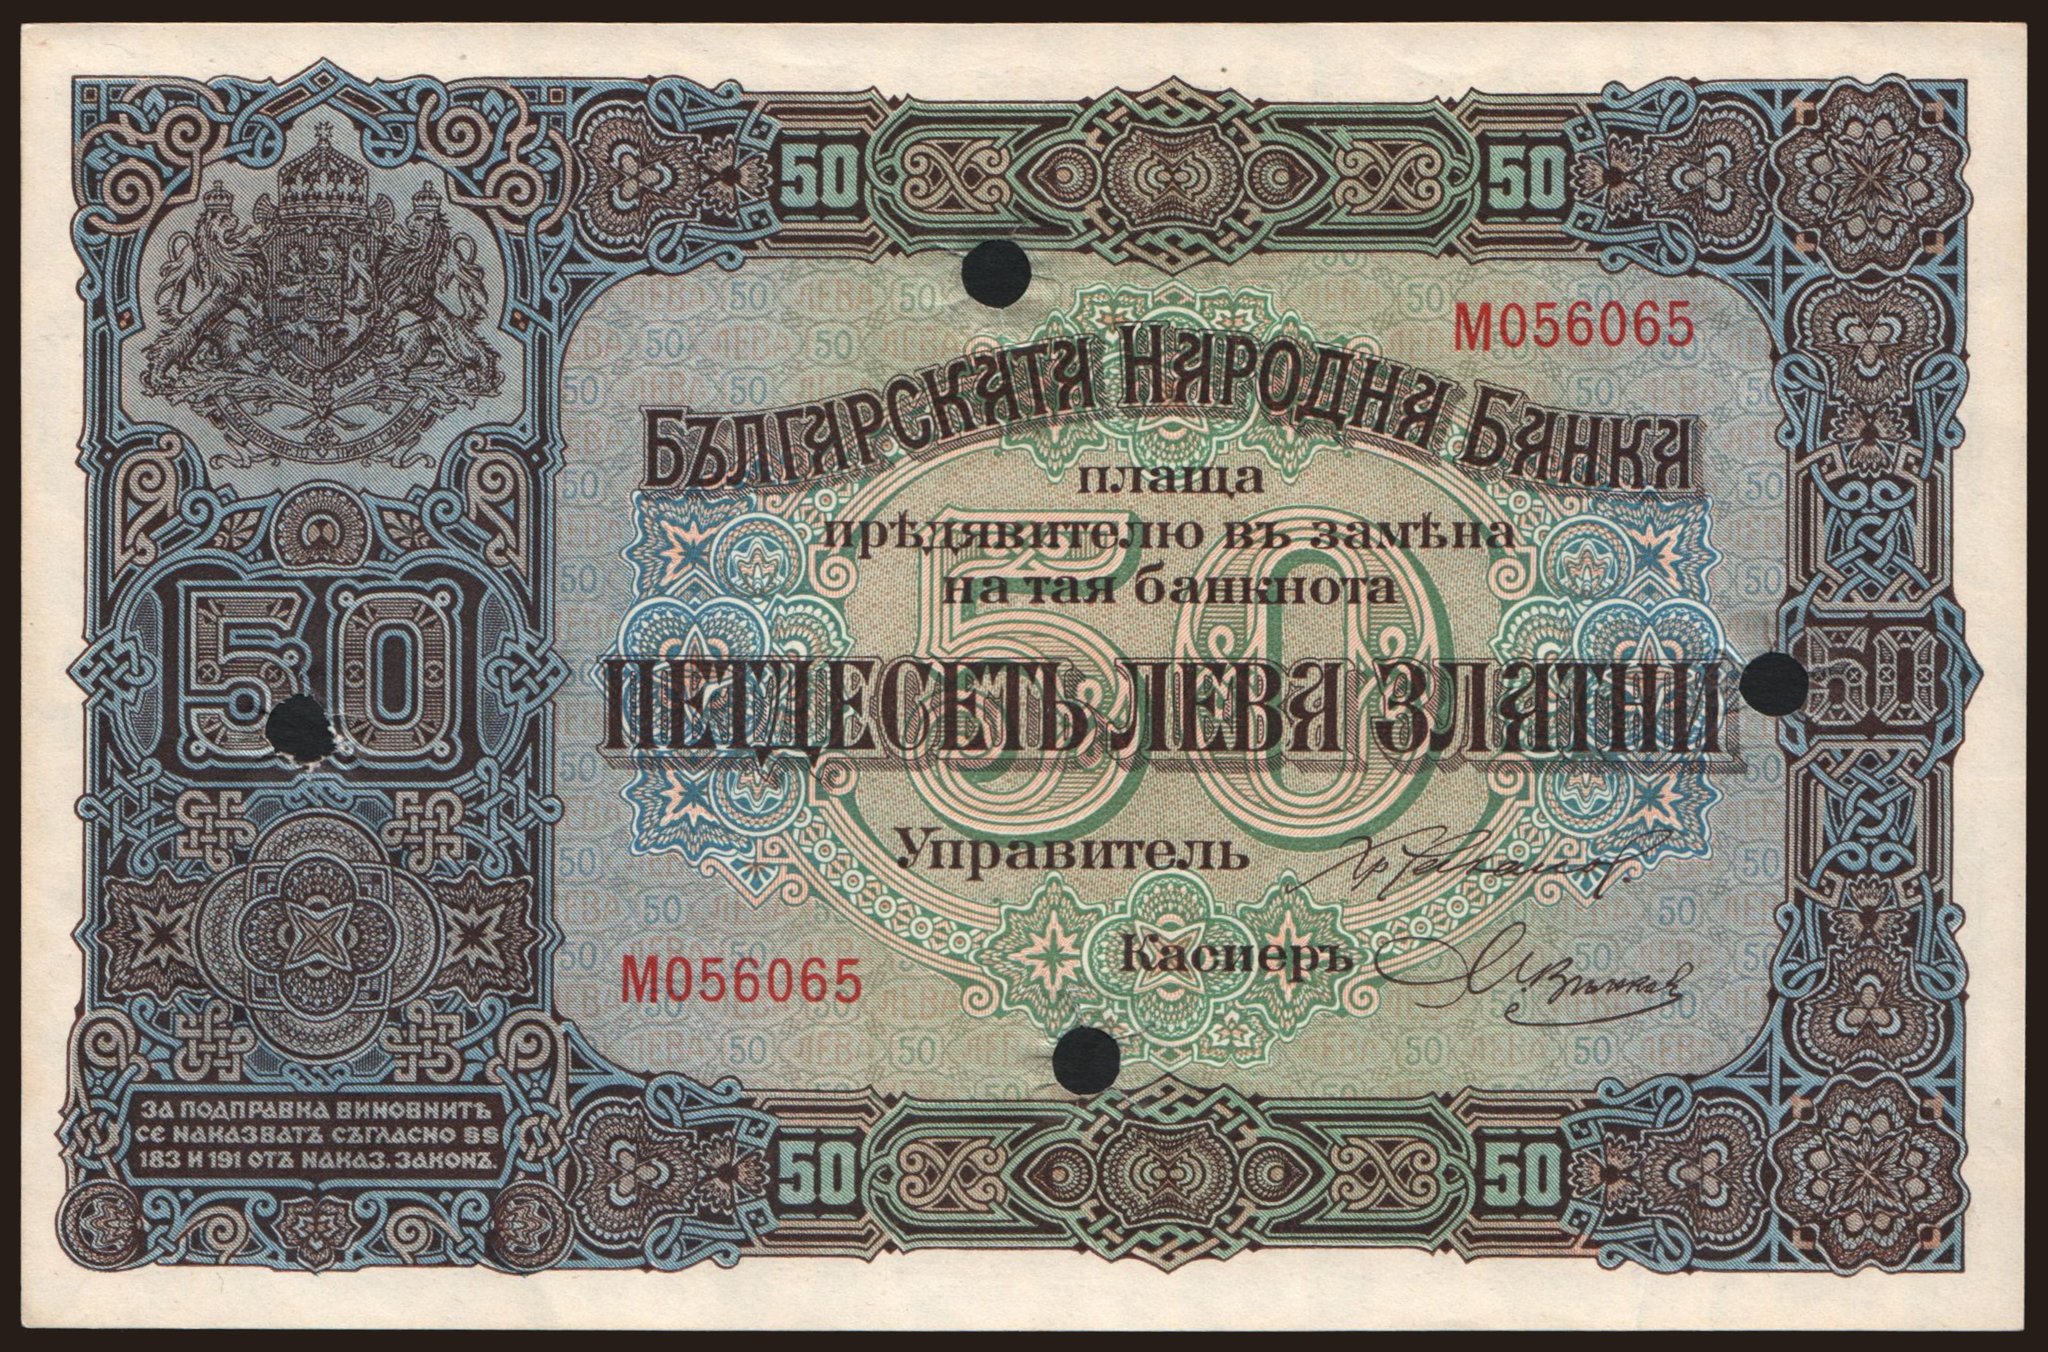 50
50
M056065
Българската Народна Банка
плаща
прѣдявителю въ замѣна
на тая банкнота
50
50
50
ПЕТДЕСЕТЬ ЛЕВА ЗЛАТНИ
Управитель
Касиеръ
M056065
ЗА ПОДПРАВКА ВИНОВНИТѢ
СЕ НАКАЗВАТЪ СЪГЛАСНО §§
183 И 191 ОТЪ НАКАЗ. ЗАКОНЪ.
50
50